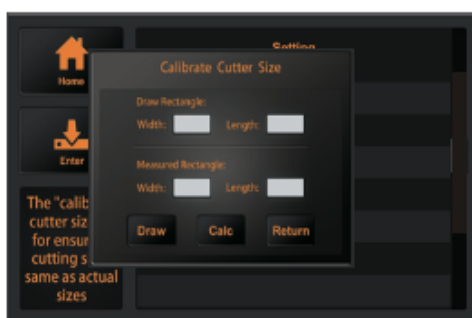 Setting
Home
Calibrate Cutter Size
Draw Rectangle:
Width: Length:
Enter
Measured Rectangle:
Width: Length:
Draw Calc Return
The "calib
cutter siz
for ensur
cutting s
same as actual
sizes